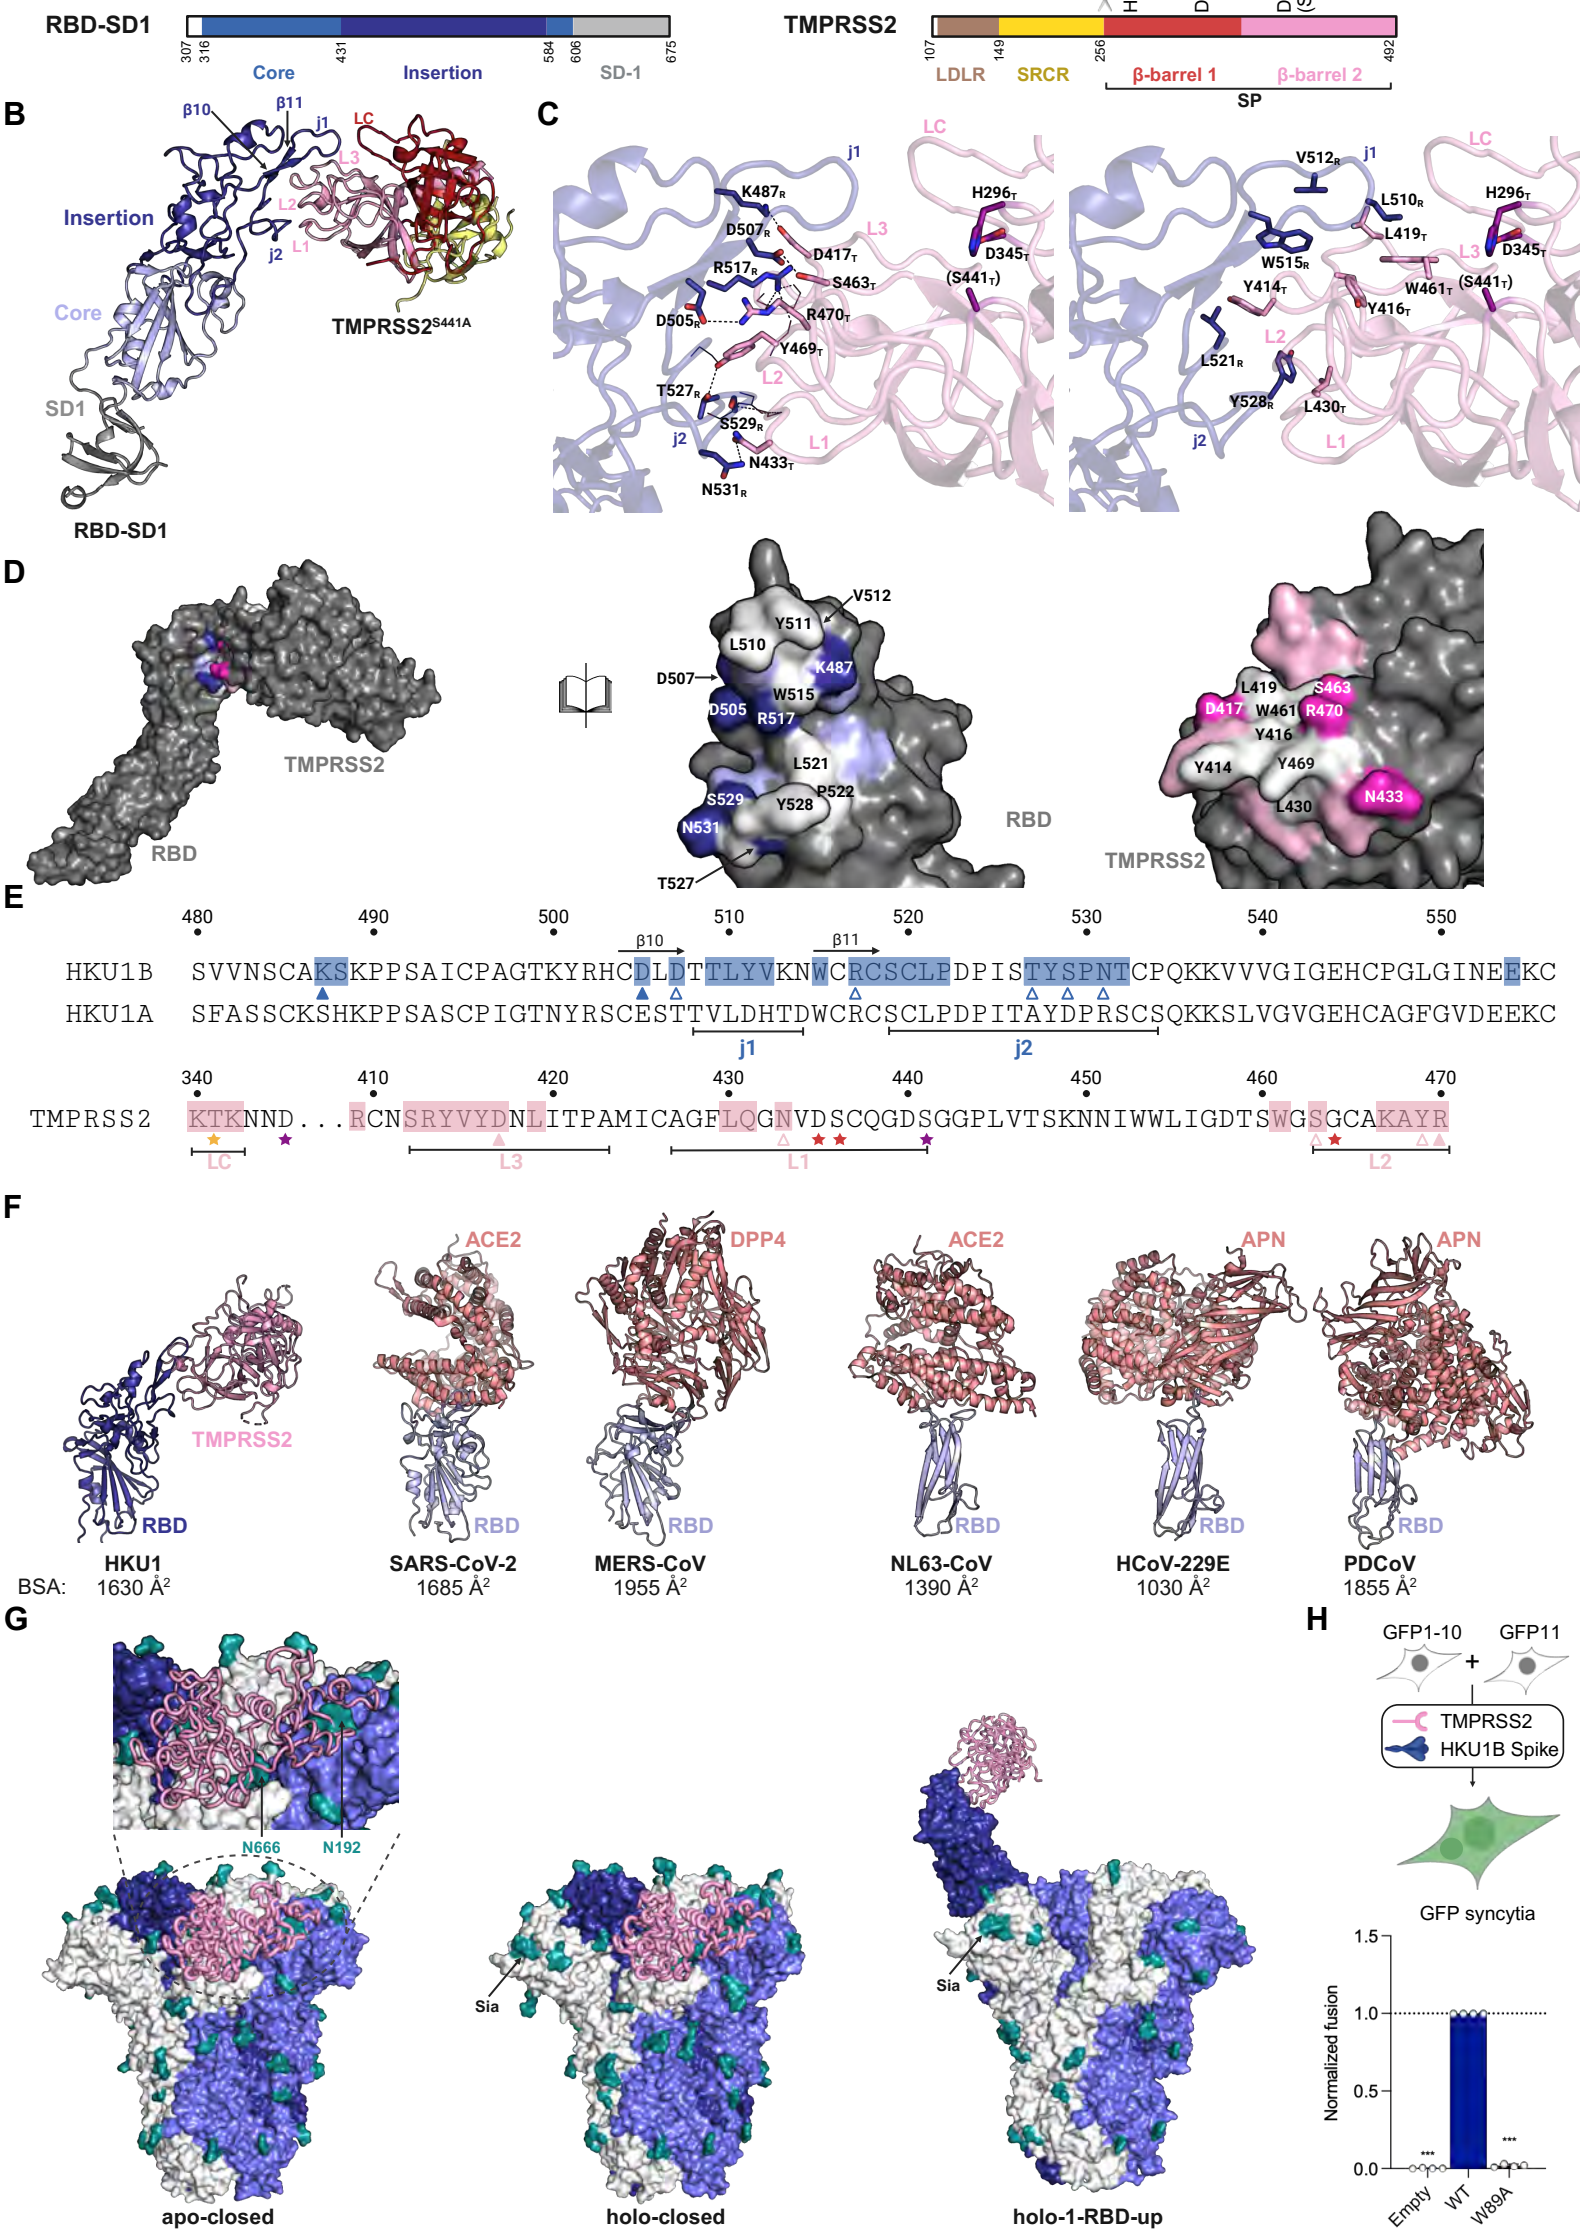 RBD-SD1
307
316
431
584
606
675
Core
Insertion
SD-1
TMPRSS2
H
D
D
(S
107
149
256
492
LDLR
SRCR
β-barrel 1
β-barrel 2
SP
B
β10
β11
j1
LC
L3
L2
L1
j2
Insertion
Core
SD1
TMPRSS2S441A
RBD-SD1
C
LC
j1
K487R
D507R
R517R
D505R
T527R
S529R
N531R
j2
L3
D417T
S463T
R470T
Y469T
L2
N433T
L1
H296T
D345T
(S441T)
LC
j1
V512R
L510R
L419T
W515R
L3
Y414T
Y416T
W461T
H296T
D345T
(S441T)
L521R
L2
Y528R
L430T
j2
L1
D
TMPRSS2
RBD
V512
Y511
L510
D507
K487
W515
D505
R517
L521
P522
S529
Y528
N531
T527
RBD
L419
S463
D417
W461
R470
Y416
Y414
Y469
N433
L430
TMPRSS2
E
480 490 500 510 520 530 540 550
β10 β11
HKU1B SVVNSCAKSKPPSAICPAGTKYRHCDLDTTTLYVKNWCRCSCLPDPISTYSPNTCPQKKVVVGIGEHCPGLGINEEKC
HKU1A SFASSCKSHKPPSASCPIGTNYRSCESTTVLDHTDWCRCSCLPDPITAYDPRSCSQKKSLVGVGEHCAGFGVDEEKC
j1 j2
340 410 420 430 440 450 460 470
TMPRSS2 KTKNND...RCNSRYVYDNLITPAMICAGFLQGNVDSCQGDSGGPLVTSKNNIWWLIGDTSWGSGCAKAYR
LC L3 L1 L2
F
ACE2
DPP4
ACE2
APN
APN
TMPRSS2
RBD
RBD
RBD
RBD
RBD
RBD
HKU1 SARS-CoV-2 MERS-CoV NL63-CoV HCoV-229E PDCoV
BSA: 1630 Å2 1685 Å2 1955 Å2 1390 Å2 1030 Å2 1855 Å2
G
N666 N192
Sia
Sia
apo-closed
holo-closed
holo-1-RBD-up
H
GFP1-10 GFP11
+
TMPRSS2
HKU1B Spike
GFP syncytia
Normalized fusion
1.5
1.0
0.5
0.0
***
***
Empty
WT
W89A